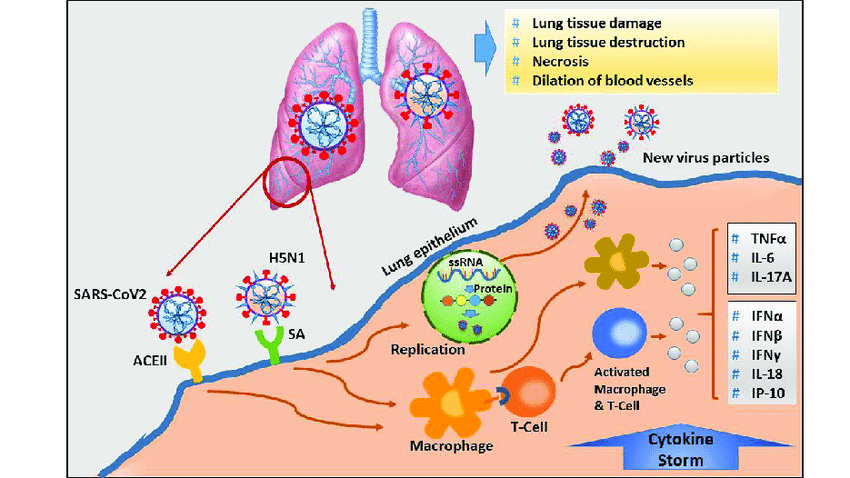 # Lung tissue damage
# Lung tissue destruction
# Necrosis
# Dilation of blood vessels
New virus particles
Lung epithelium
H5N1
SARS-CoV2
SA
ACEII
ssRNA
Protein
Replication
Macrophage
T-Cell
Activated
Macrophage
& T-Cell
# TNFα
# IL-6
# IL-17A
# IFNα
# IFNβ
# IFNγ
# IL-18
# IP-10
Cytokine
Storm